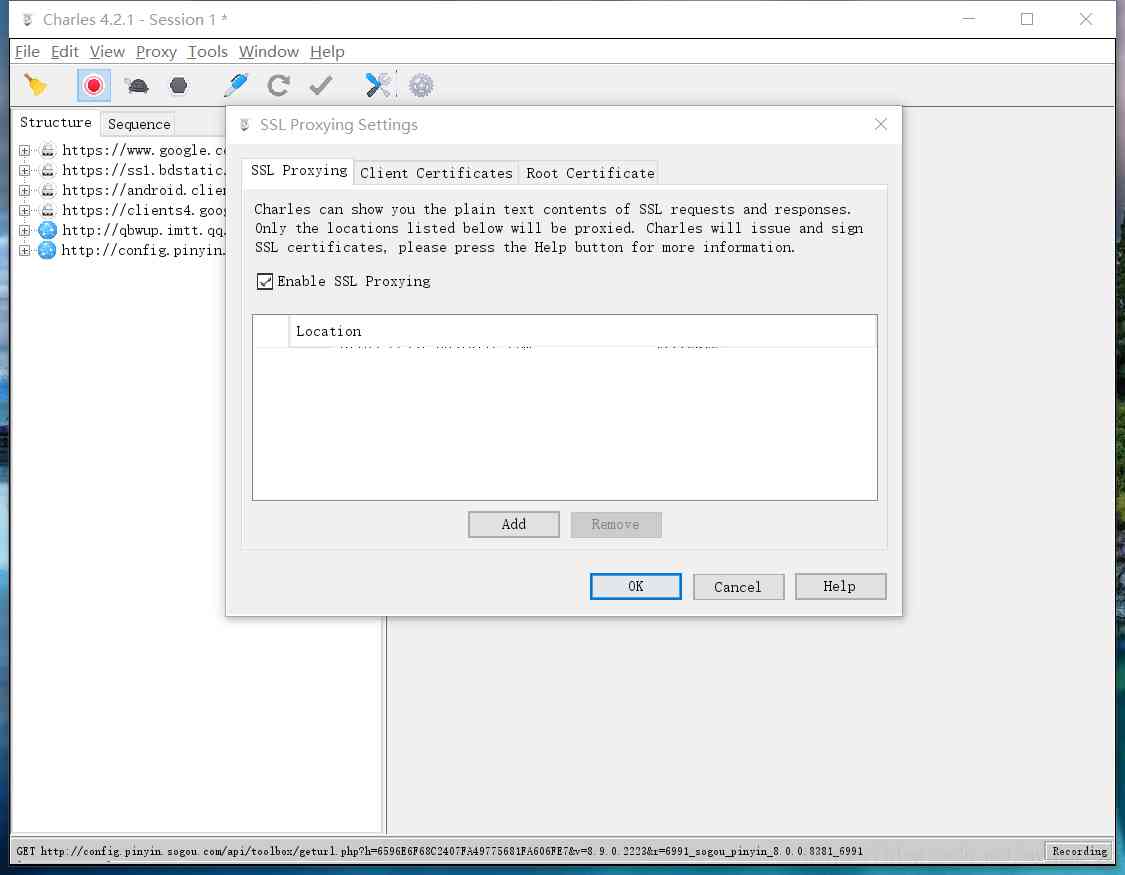 Charles 4.2.1 - Session 1 *
File Edit View Proxy Tools Window Help
Structure Sequence
https://www.google.co
https://ss1.bdstatic.
https://android.clien
https://clients4.goog
http://qbwup.imtt.qq.
http://config.pinyin.
SSL Proxying Settings
SSL Proxying Client Certificates Root Certificate
Charles can show you the plain text contents of SSL requests and responses.
Only the locations listed below will be proxied. Charles will issue and sign
SSL certificates, please press the Help button for more information.
Enable SSL Proxying
Location
Add Remove
OK Cancel Help
GET http://config.pinyin.sogou.com/api/toolbox/geturl.php?h=6596E6F68C2407FA49775681FA606FE7&v=8.9.0.2223&r=6991_sogou_pinyin_8.0.0.8381_6991
Recording